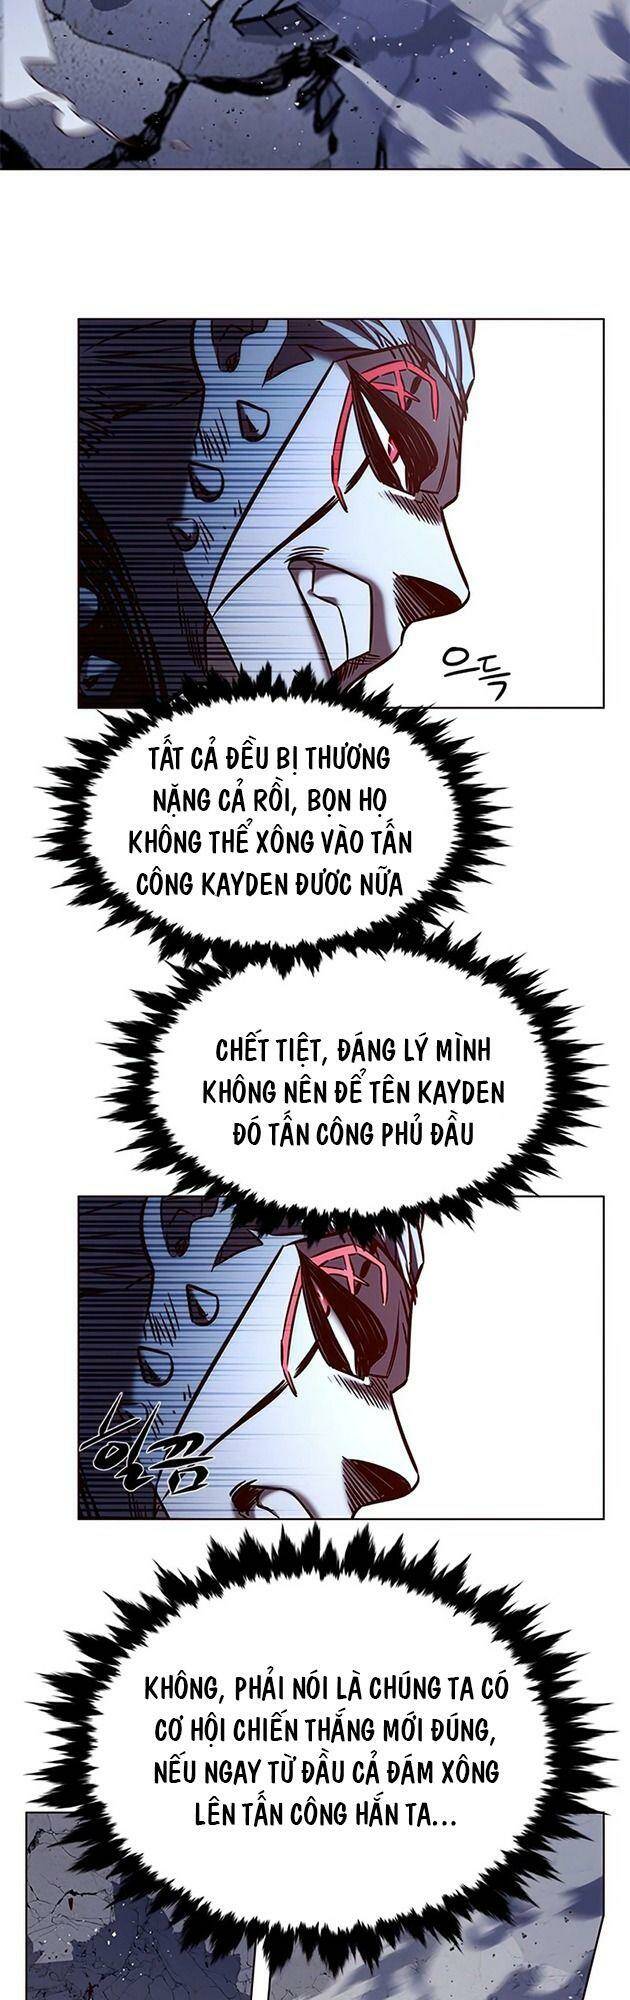 으득
TẤT CẢ ĐỀU BỊ THƯƠNG
NẶNG CẢ RỒI, BỌN HỌ
KHÔNG THỂ XÔNG VÀO TẤN
CÔNG KAYDEN ĐƯỢC NỮA
CHẾT TIỆT, ĐÁNG LÝ MÌNH
KHÔNG NÊN ĐỂ TÊN KAYDEN
ĐÓ TẤN CÔNG PHỦ ĐẦU
힐끔
KHÔNG, PHẢI NÓI LÀ CHÚNG TA CÓ
CƠ HỘI CHIẾN THẮNG MỚI ĐÚNG,
NẾU NGAY TỪ ĐẦU CẢ ĐÁM XÔNG
LÊN TẤN CÔNG HẮN TA...